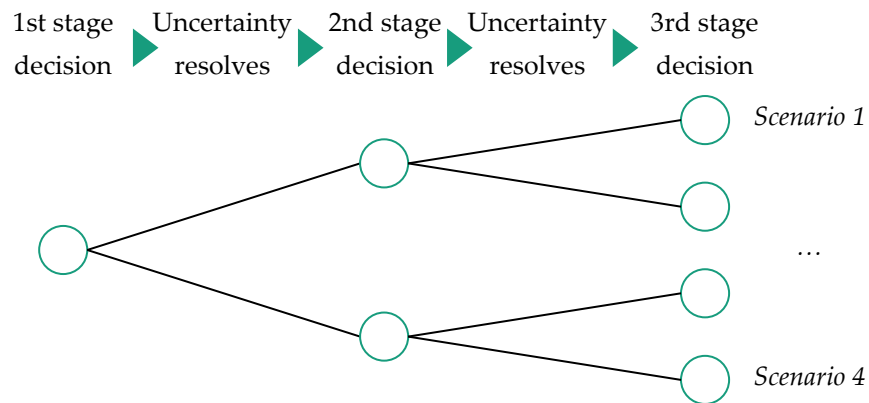 1st stage decision
Uncertainty resolves
2nd stage decision
Uncertainty resolves
3rd stage decision
Scenario 1
...
Scenario 4